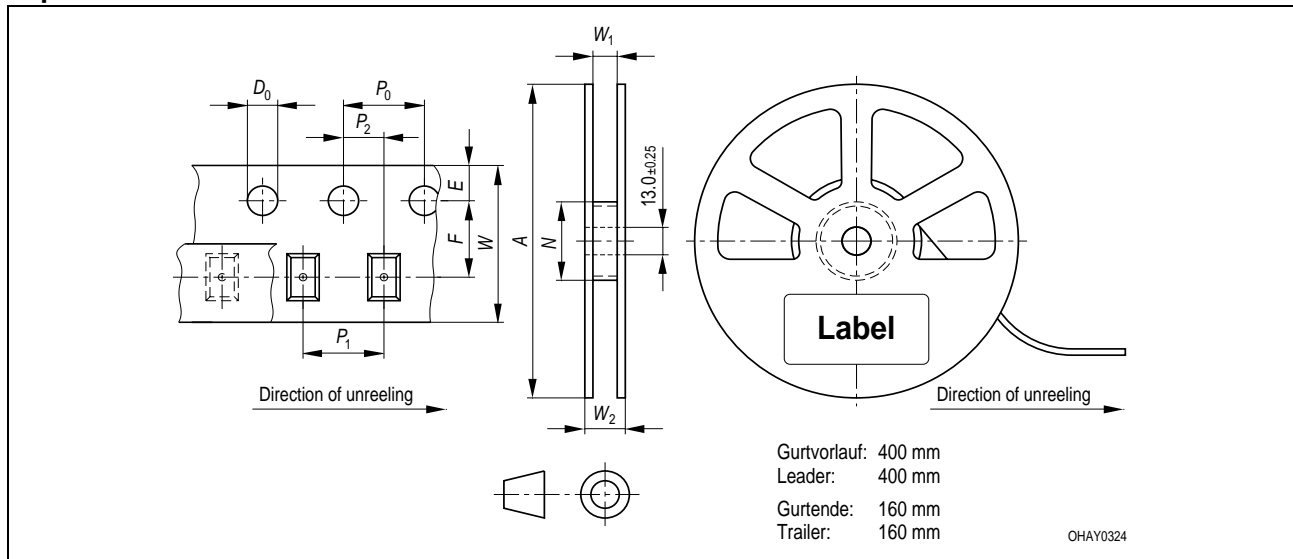 W1
D0
P0
P2
E
F
W
A
N
13.0±0.25
P1
Label
Direction of unreeling
W2
Direction of unreeling
Gurtvorlauf: 400 mm
Leader: 400 mm
Gurtende: 160 mm
Trailer: 160 mm
OHAY0324